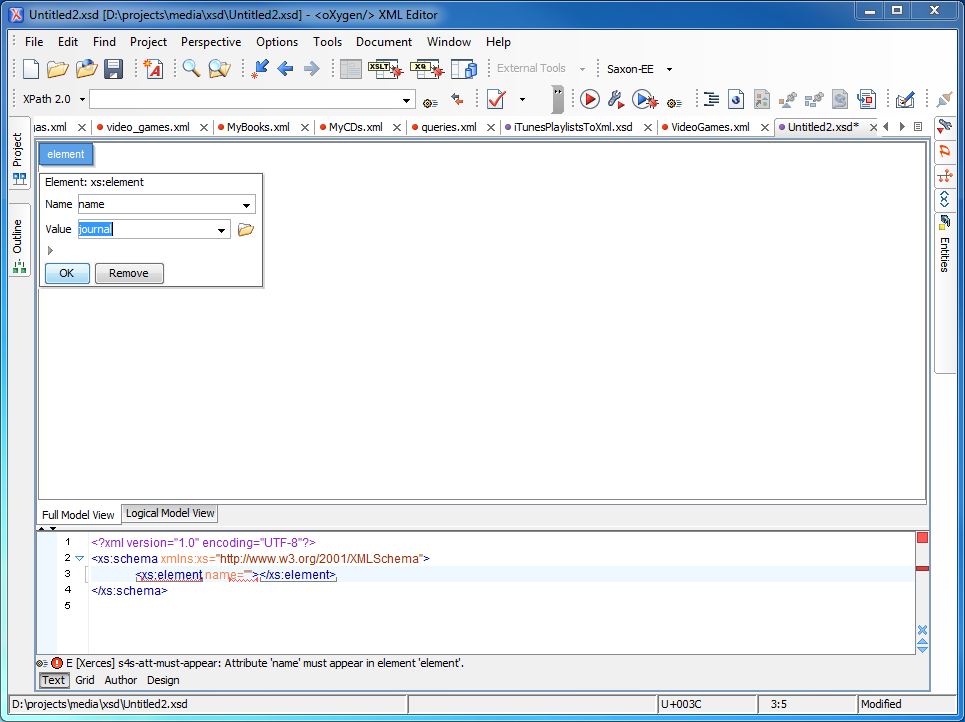 Untitled2.xsd [D:\projects\media\xsd\Untitled2.xsd] - <oXygen/> XML Editor
File Edit Find Project Perspective Options Tools Document Window Help
XSLT XQ External Tools Saxon-EE
XPath 2.0
as.xml video_games.xml MyBooks.xml MyCDs.xml queries.xml iTunesPlaylistsToXml.xsd VideoGames.xml Untitled2.xsd*
Project
Outline
Entities
element
Element: xs:element
Name name
Value journal
OK Remove
Full Model View Logical Model View
1 <?xml version="1.0" encoding="UTF-8"?>
2 <xs:schema xmlns:xs="http://www.w3.org/2001/XMLSchema">
3 <xs:element name=""></xs:element>
4 </xs:schema>
5
E [Xerces] s4s-att-must-appear: Attribute 'name' must appear in element 'element'.
Text Grid Author Design
D:\projects\media\xsd\Untitled2.xsd U+003C 3:5 Modified